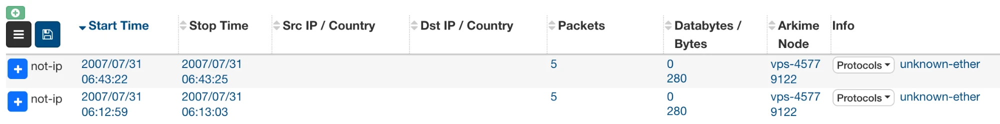 Start Time Stop Time Src IP / Country Dst IP / Country Packets Databytes / Bytes Arkime Node Info
not-ip 2007/07/31 2007/07/31 5 0 vps-4577 Protocols unknown-ether
06:43:22 06:43:25 280 9122
not-ip 2007/07/31 2007/07/31 5 0 vps-4577 Protocols unknown-ether
06:12:59 06:13:03 280 9122